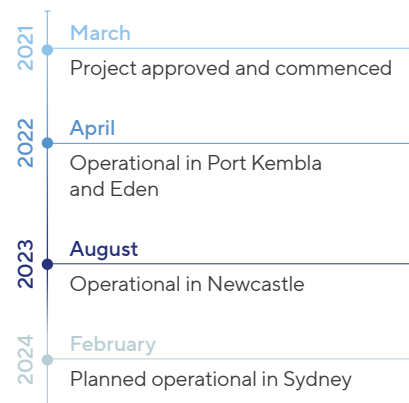 2021
March
Project approved and commenced
2022
April
Operational in Port Kembla
and Eden
2023
August
Operational in Newcastle
2024
February
Planned operational in Sydney